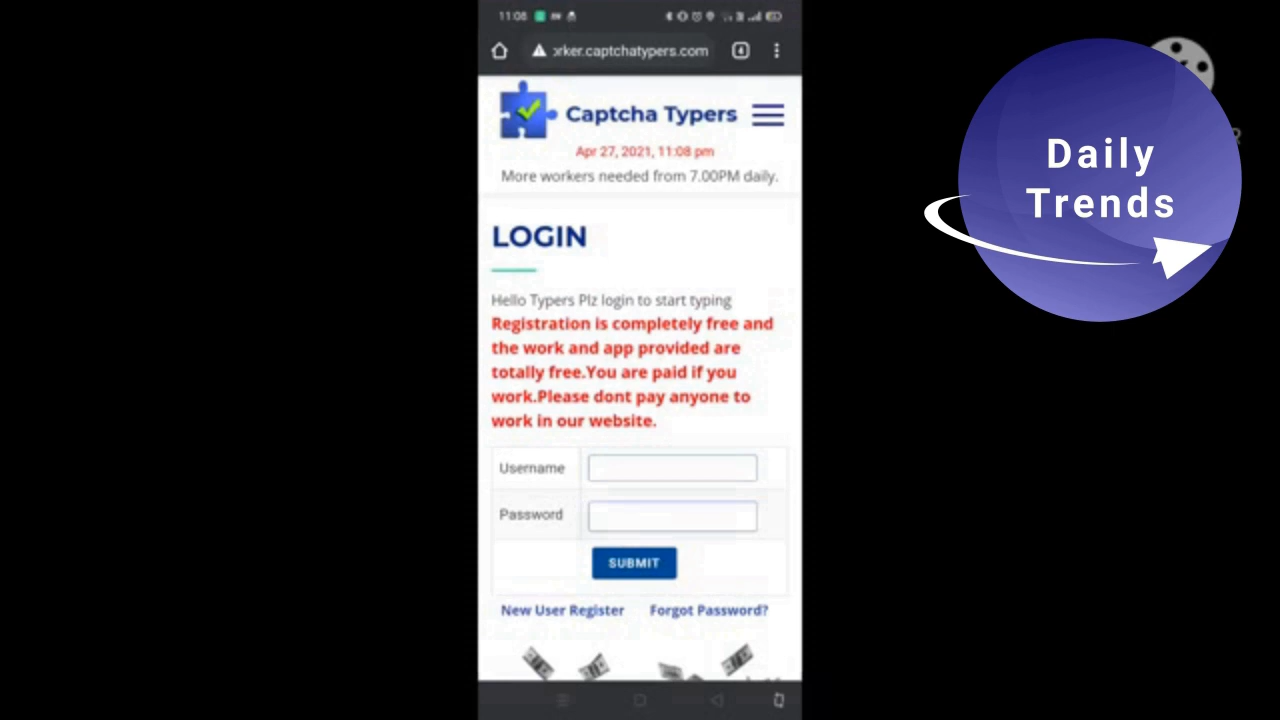 11:08
orker.captchatypers.com
4
Captcha Typers
Apr 27, 2021, 11:08 pm
More workers needed from 7.00PM daily.
LOGIN
Hello Typers Plz login to start typing
Registration is completely free and
the work and app provided are
totally free.You are paid if you
work.Please dont pay anyone to
work in our website.
Username
Password
SUBMIT
New User Register Forgot Password?
Daily
Trends
R